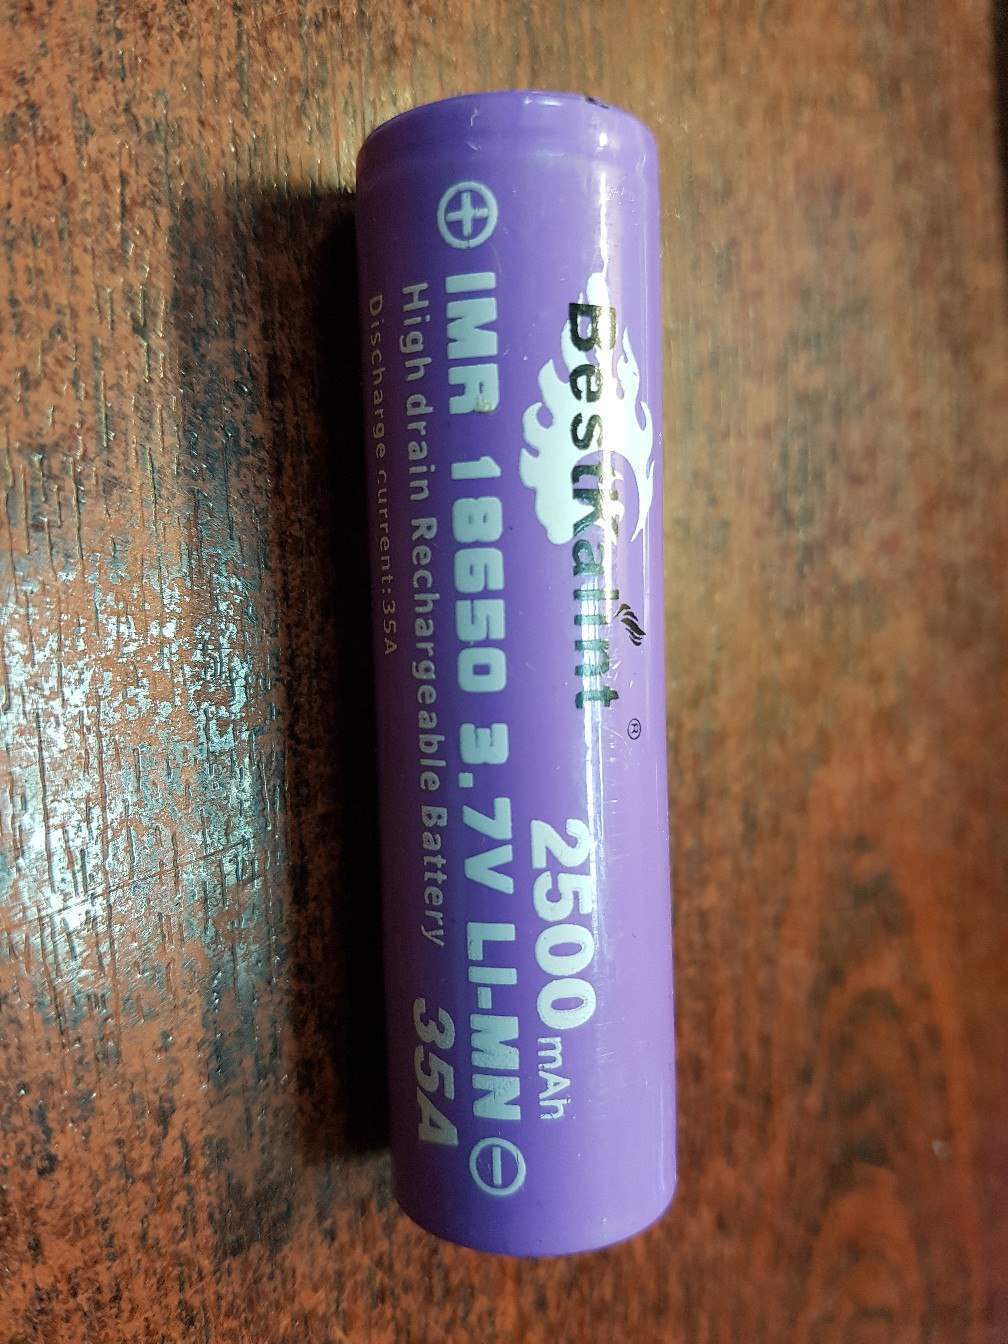 BestKalint
®
2500mAh
⊕ IMR 18650 3.7V LI-MN ⊖
High drain Rechargeable Battery 35A
Discharge current:35A